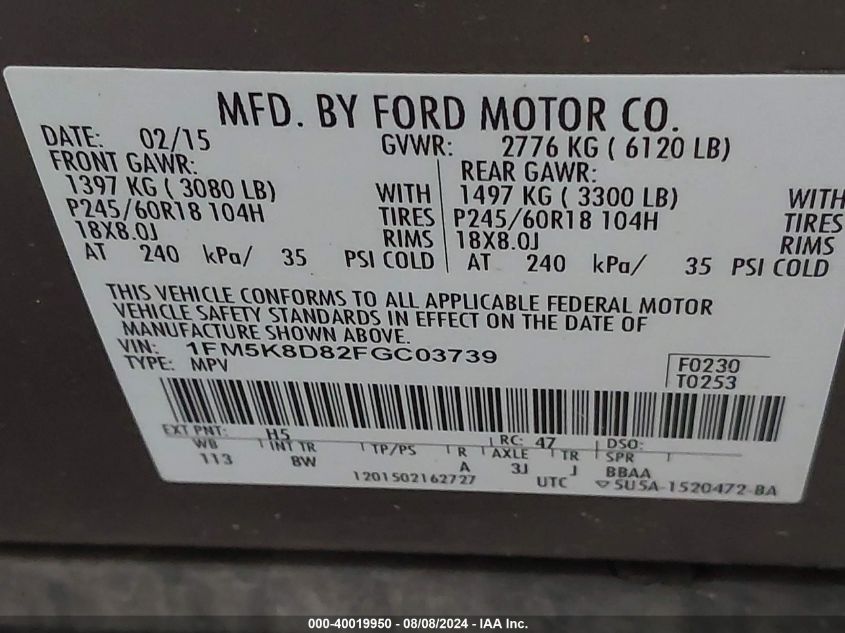 MFD. BY FORD MOTOR CO.
DATE: 02/15 GVWR: 2776 KG ( 6120 LB)
FRONT GAWR: REAR GAWR:
1397 KG ( 3080 LB) WITH 1497 KG ( 3300 LB) WITH
P245/60R18 104H TIRES P245/60R18 104H TIRES
18X8.0J RIMS 18X8.0J RIMS
AT 240 kPa/ 35 PSI COLD AT 240 kPa/ 35 PSI COLD
THIS VEHICLE CONFORMS TO ALL APPLICABLE FEDERAL MOTOR
VEHICLE SAFETY STANDARDS IN EFFECT ON THE DATE OF
MANUFACTURE SHOWN ABOVE.
VIN: 1FM5K8D82FGC03739 F0230
TYPE: MPV T0253
EXT PNT: H5 RC: 47 DSO:
WB INT TR TP/PS R AXLE TR SPR
113 8W A 3J J BBAA
1201502162727 UTC ▽5U5A-1520472-BA
000-40019950 - 08/08/2024 - IAA Inc.